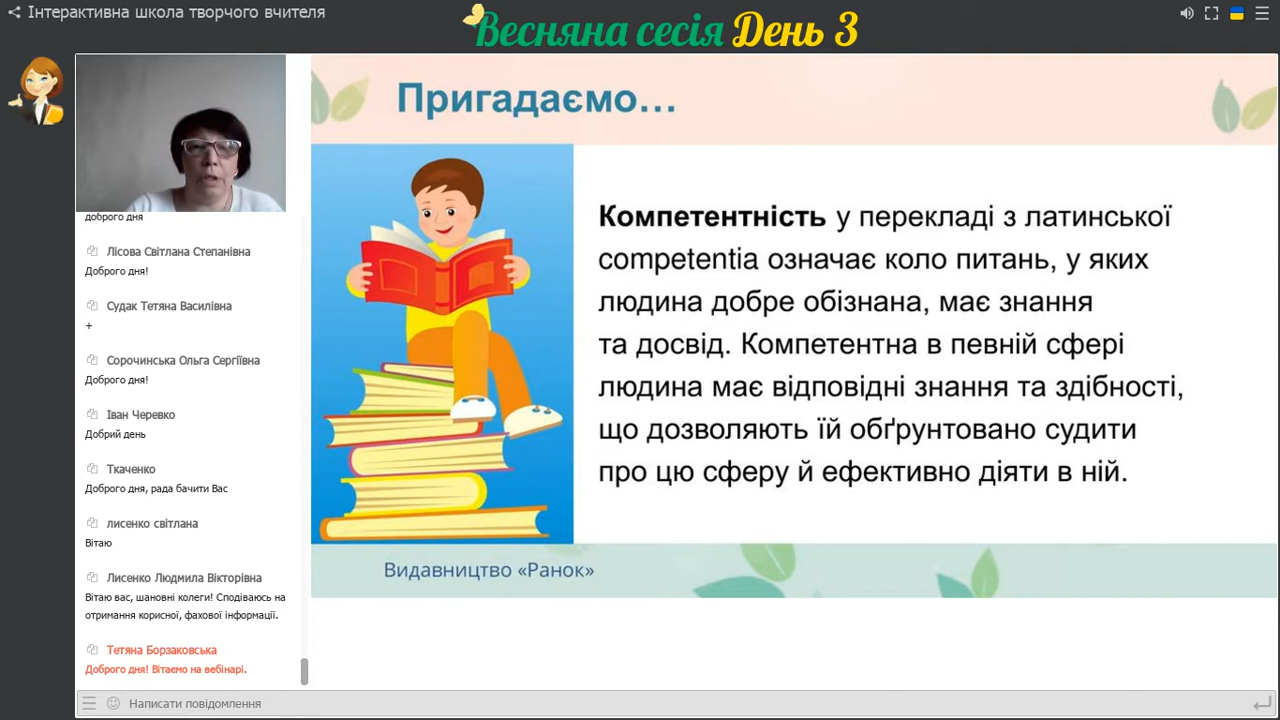 Інтерактивна школа творчого вчителя
Весняна сесія День 3
доброго дня
Лісова Світлана Степанівна
Доброго дня!
Судак Тетяна Василівна
+
Сорочинська Ольга Сергіївна
Доброго дня!
Іван Черевко
Добрий день
Ткаченко
Доброго дня, рада бачити Вас
лисенко світлана
Вітаю
Лисенко Людмила Вікторівна
Вітаю вас, шановні колеги! Сподіваюсь на
отримання корисної, фахової інформації.
Тетяна Борзаковська
Доброго дня! Вітаємо на вебінарі.
Написати повідомлення
Пригадаємо...
Компетентність у перекладі з латинської
competentia означає коло питань, у яких
людина добре обізнана, має знання
та досвід. Компетентна в певній сфері
людина має відповідні знання та здібності,
що дозволяють їй обґрунтовано судити
про цю сферу й ефективно діяти в ній.
Видавництво «Ранок»